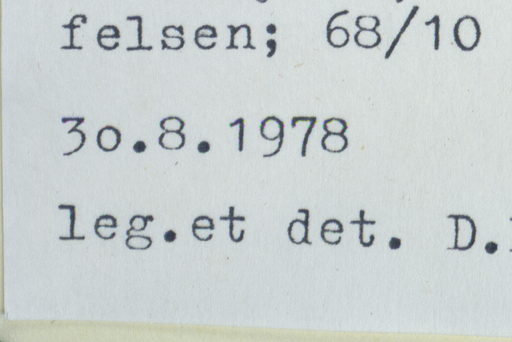 felsen; 68/10
3o.8.1978
leg.et det. D.